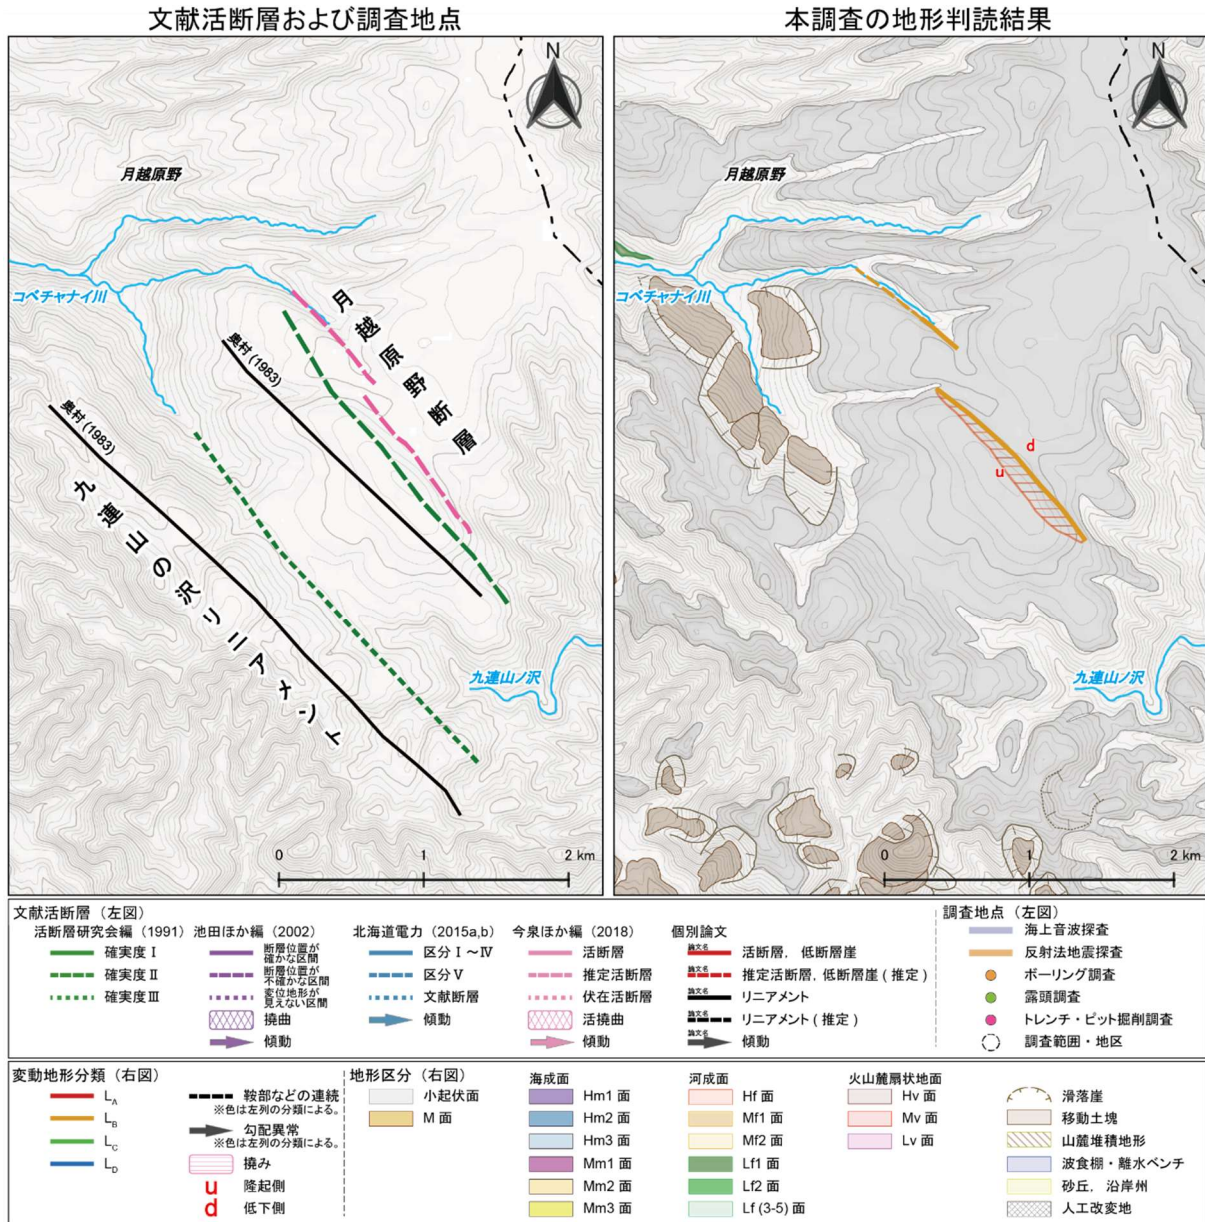 文献活断層および調査地点
本調査の地形判読結果
N
月越原野
コベチャナイ川
月越原野断層
奥村 (1983)
奥村 (1983)
九連山の沢リニアメント
九連山ノ沢
0 1 2 km
N
月越原野
コベチャナイ川
d
u
九連山ノ沢
0 1 2 km
文献活断層（左図）
活断層研究会編（1991）
確実度Ⅰ
確実度Ⅱ
確実度Ⅲ
池田ほか編（2002）
断層位置が
確かな区間
断層位置が
不確かな区間
変位地形が
見えない区間
撓曲
傾動
北海道電力（2015a,b）
区分Ⅰ～Ⅳ
区分Ⅴ
文献断層
傾動
今泉ほか編（2018）
活断層
推定活断層
伏在活断層
活撓曲
傾動
個別論文
論文名 活断層，低断層崖
論文名 推定活断層, 低断層崖 ( 推定 )
論文名 リニアメント
論文名 リニアメント ( 推定 )
論文名 傾動
調査地点（左図）
海上音波探査
反射法地震探査
ボーリング調査
露頭調査
トレンチ・ピット掘削調査
調査範囲・地区
変動地形分類（右図）
LA
LB
LC
LD
鞍部などの連続
※色は左列の分類による。
勾配異常
※色は左列の分類による。
撓み
u 隆起側
d 低下側
地形区分（右図）
小起伏面
M 面
海成面
Hm1 面
Hm2 面
Hm3 面
Mm1 面
Mm2 面
Mm3 面
河成面
Hf 面
Mf1 面
Mf2 面
Lf1 面
Lf2 面
Lf (3-5) 面
火山麓扇状地面
Hv 面
Mv 面
Lv 面
滑落崖
移動土塊
山麓堆積地形
波食棚・離水ベンチ
砂丘，沿岸州
人工改変地